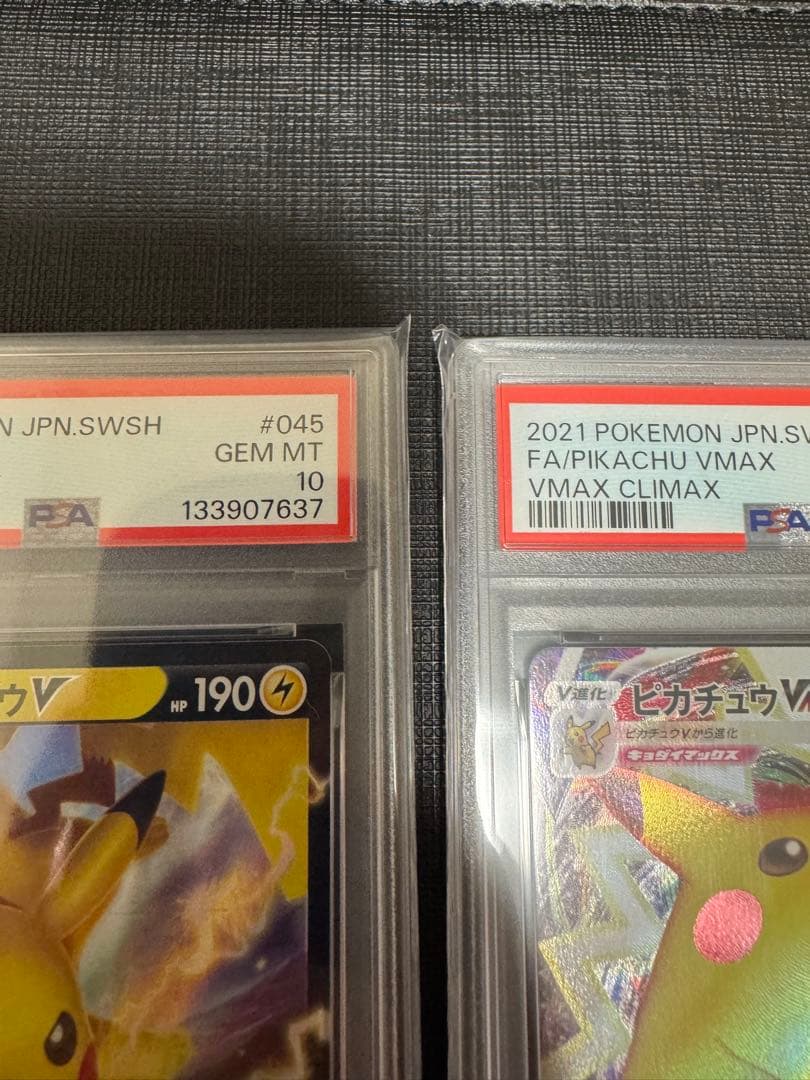 N JPN.SWSH #045
GEM MT
10
PSA 133907637
2021 POKEMON JPN.SW
FA/PIKACHU VMAX
VMAX CLIMAX
PSA
ウV HP 190
V進化 ピカチュウV
ピカチュウVから進化
キョダイマックス